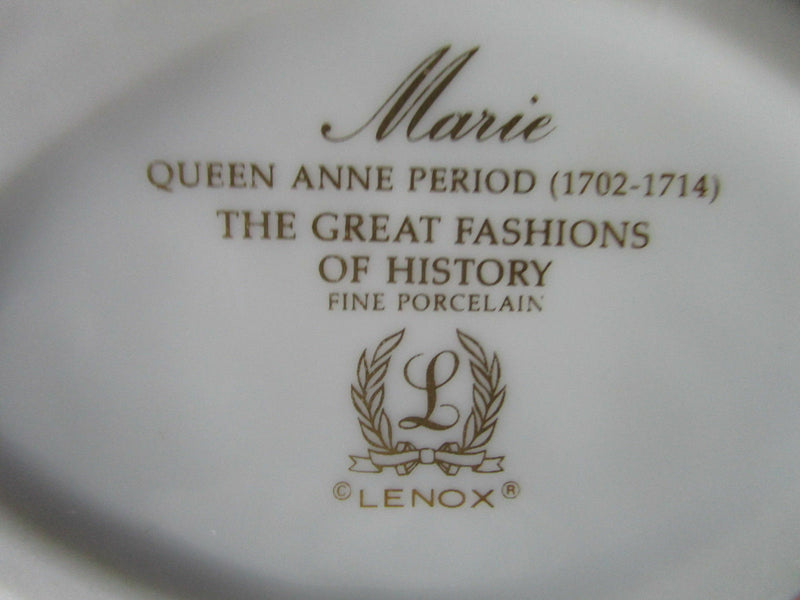 Marie
QUEEN ANNE PERIOD (1702-1714)
THE GREAT FASHIONS
OF HISTORY
FINE PORCELAIN
L
© LENOX ®